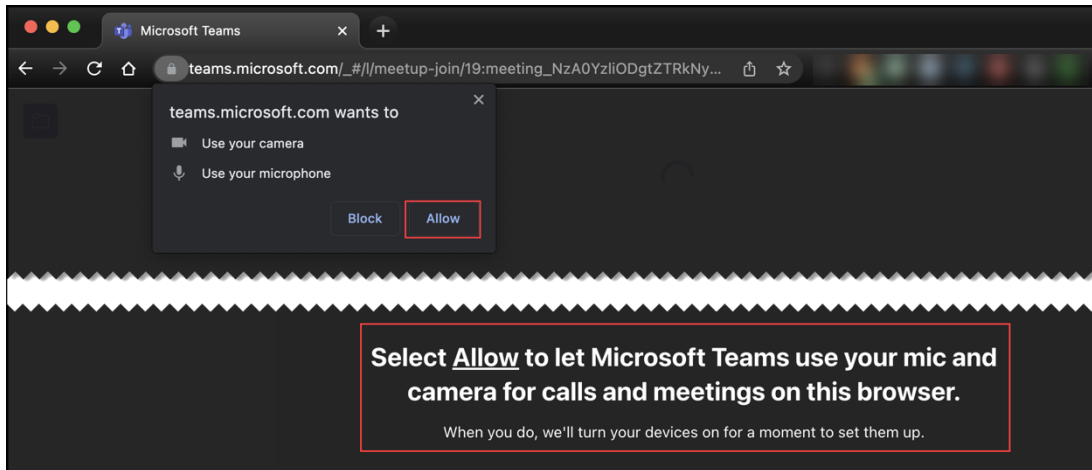 Microsoft Teams
teams.microsoft.com/_#/l/meetup-join/19:meeting_NzA0YzliODgtZTRkNy...
teams.microsoft.com wants to
Use your camera
Use your microphone
Block
Allow
Select Allow to let Microsoft Teams use your mic and
camera for calls and meetings on this browser.
When you do, we'll turn your devices on for a moment to set them up.